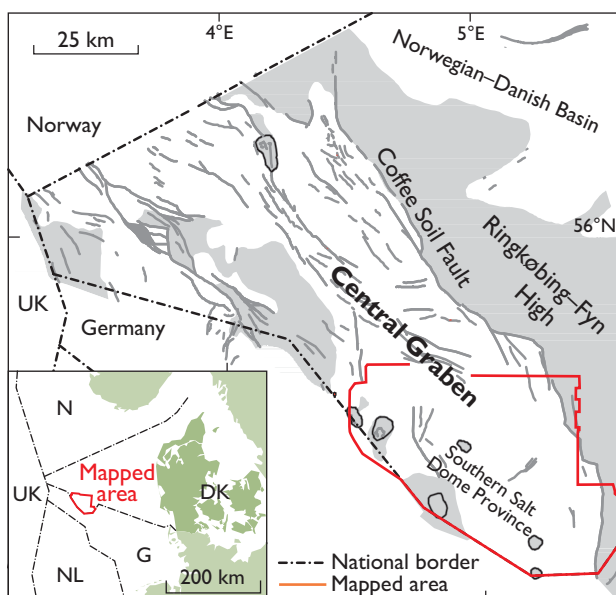 4°E
5°E
25 km
Norwegian–Danish Basin
Norway
Coffee Soil Fault
56°N
Ringkøbing–Fyn
High
Central Graben
UK
Germany
Southern Salt
Dome Province
N
Mapped
area
UK
DK
G
NL
200 km
National border
Mapped area